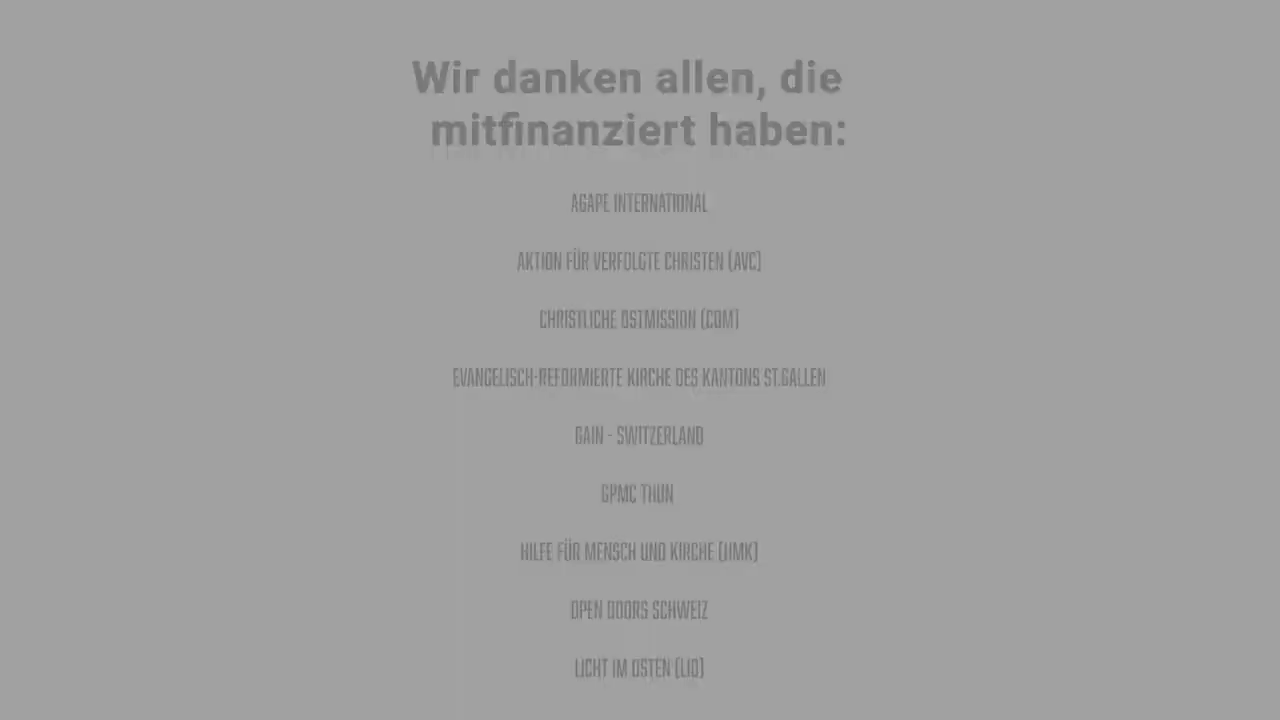 Wir danken allen, die
mitfinanziert haben:
AGAPE INTERNATIONAL
AKTION FÜR VERFOLGTE CHRISTEN (AVC)
CHRISTLICHE OSTMISSION (COM)
EVANGELISCH-REFORMIERTE KIRCHE DES KANTONS ST.GALLEN
GAIN - SWITZERLAND
GPMC THUN
HILFE FÜR MENSCH UND KIRCHE (HMK)
OPEN DOORS SCHWEIZ
LICHT IM OSTEN (LIO)